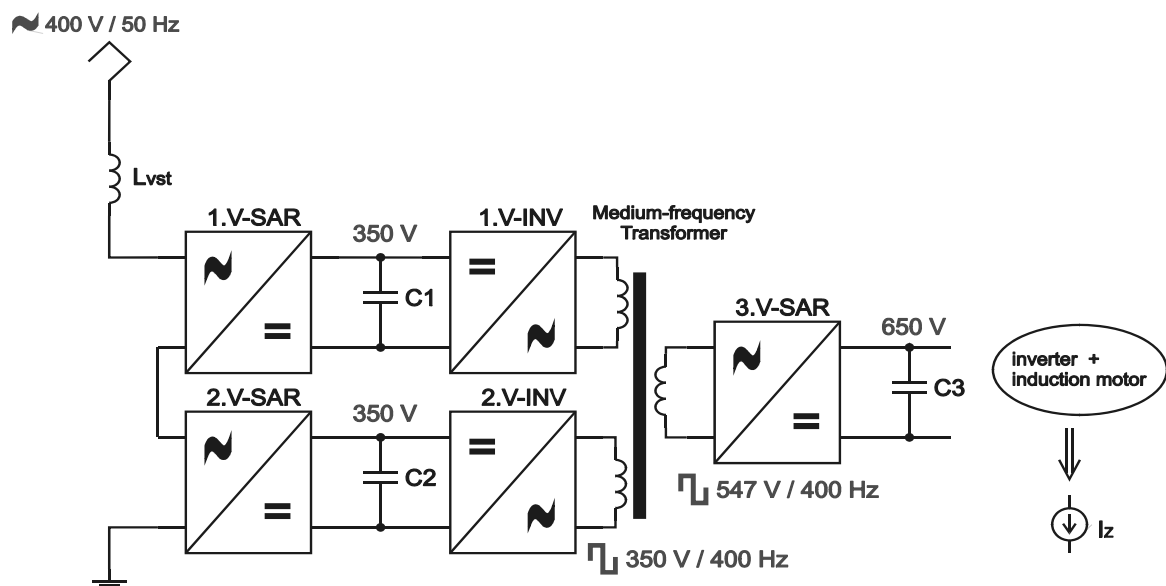 400 V / 50 Hz
Lvst
1.V-SAR
350 V
1.V-INV
Medium-frequency
Transformer
C1
3.V-SAR
650 V
inverter +
induction motor
C3
2.V-SAR
350 V
2.V-INV
C2
547 V / 400 Hz
350 V / 400 Hz
Iz